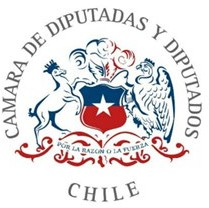 CAMARA DE DIPUTADAS Y DIPUTADOS
POR LA RAZON O LA FUERZA
CHILE